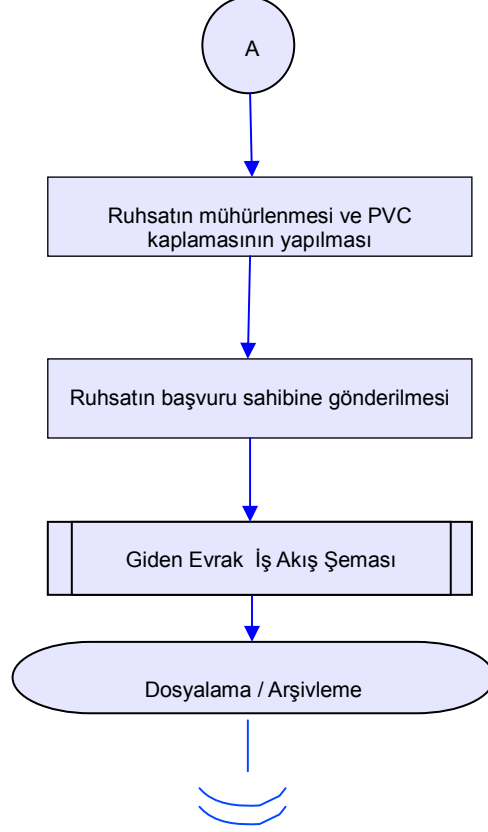 A
Ruhsatın mühürlenmesi ve PVC
kaplamasının yapılması
Ruhsatın başvuru sahibine gönderilmesi
Giden Evrak İş Akış Şeması
Dosyalama / Arşivleme